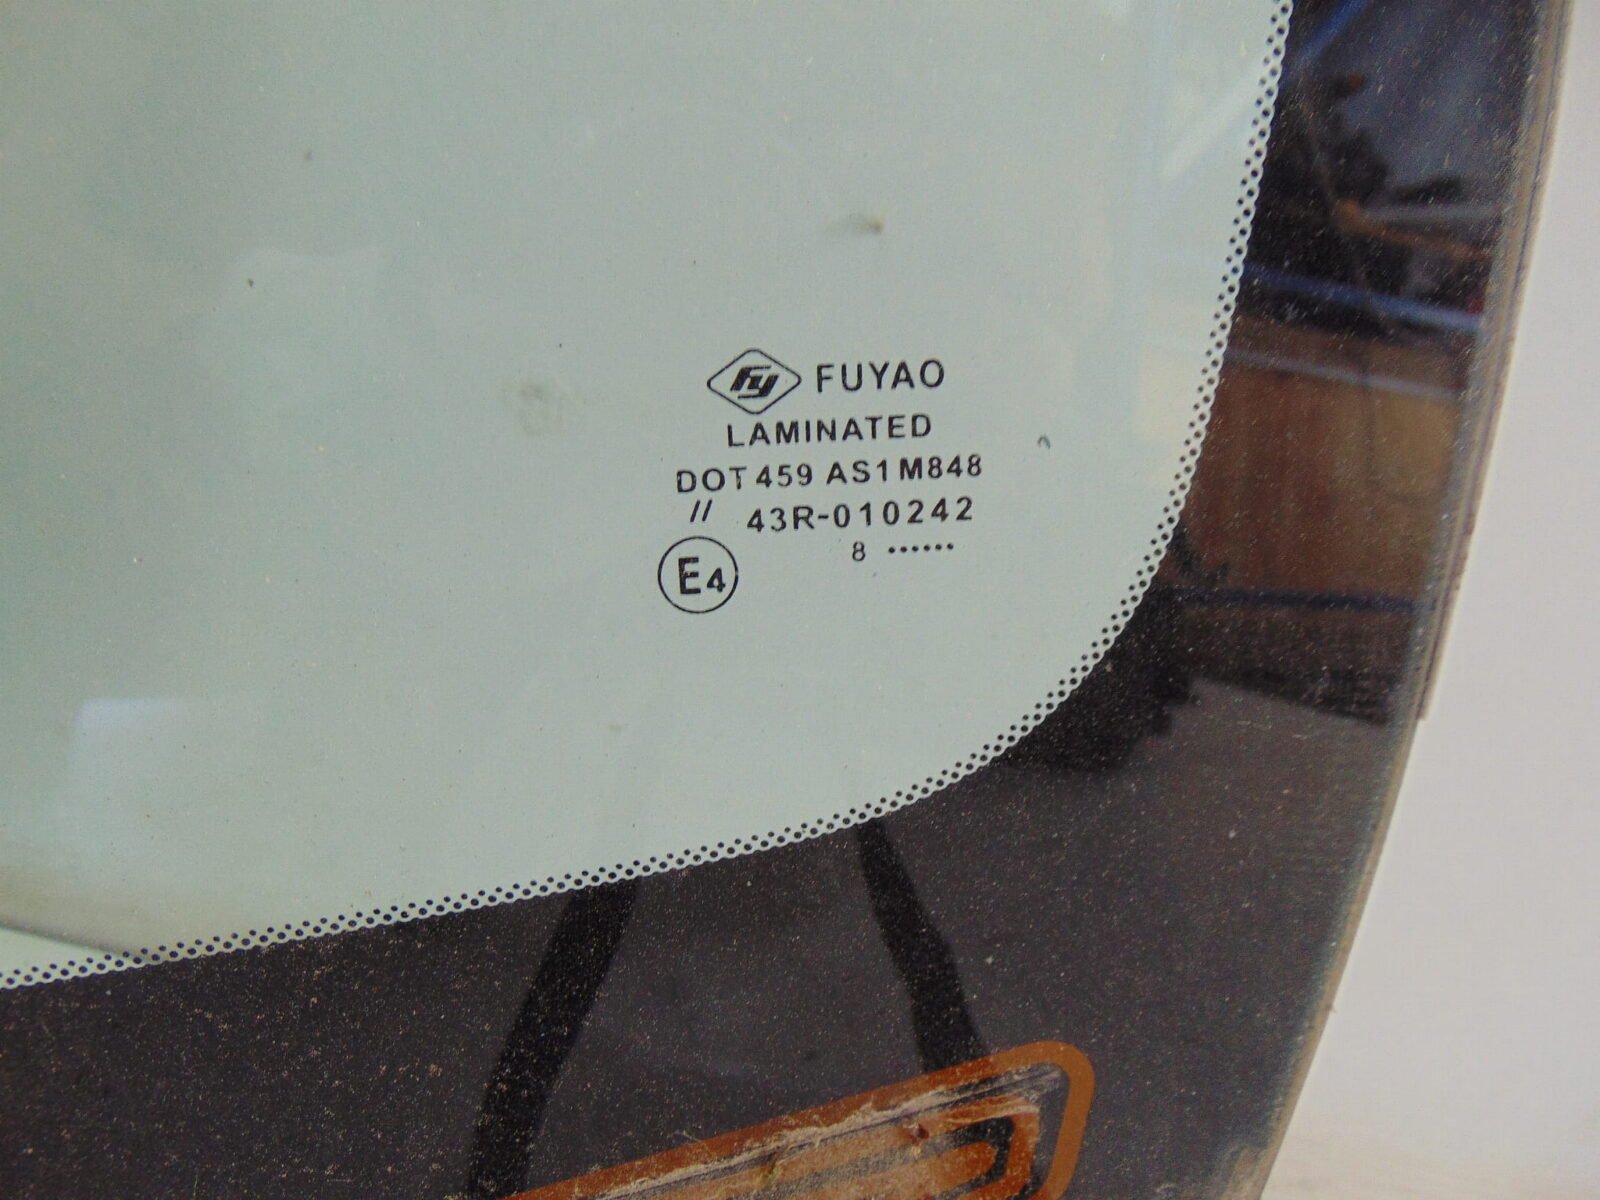 fy FUYAO
LAMINATED
DOT 459 AS1 M848
// 43R-010242
8 ••••••
E4